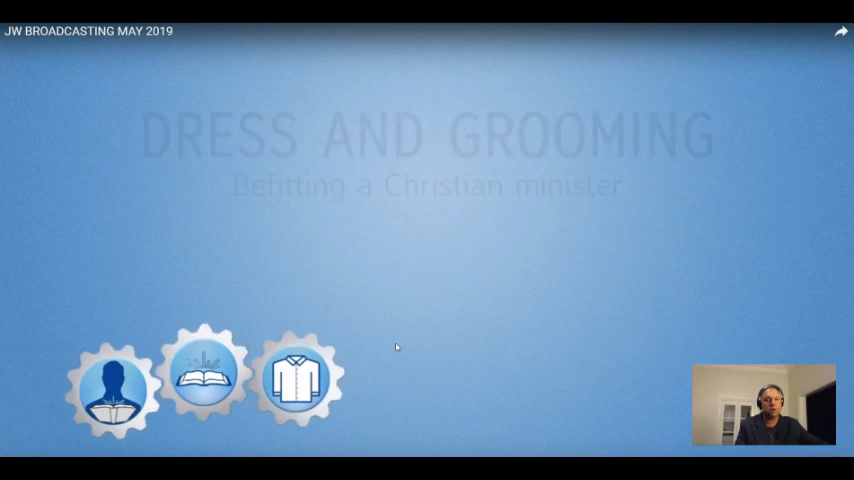 JW BROADCASTING MAY 2019
DRESS AND GROOMING
Befitting a Christian minister